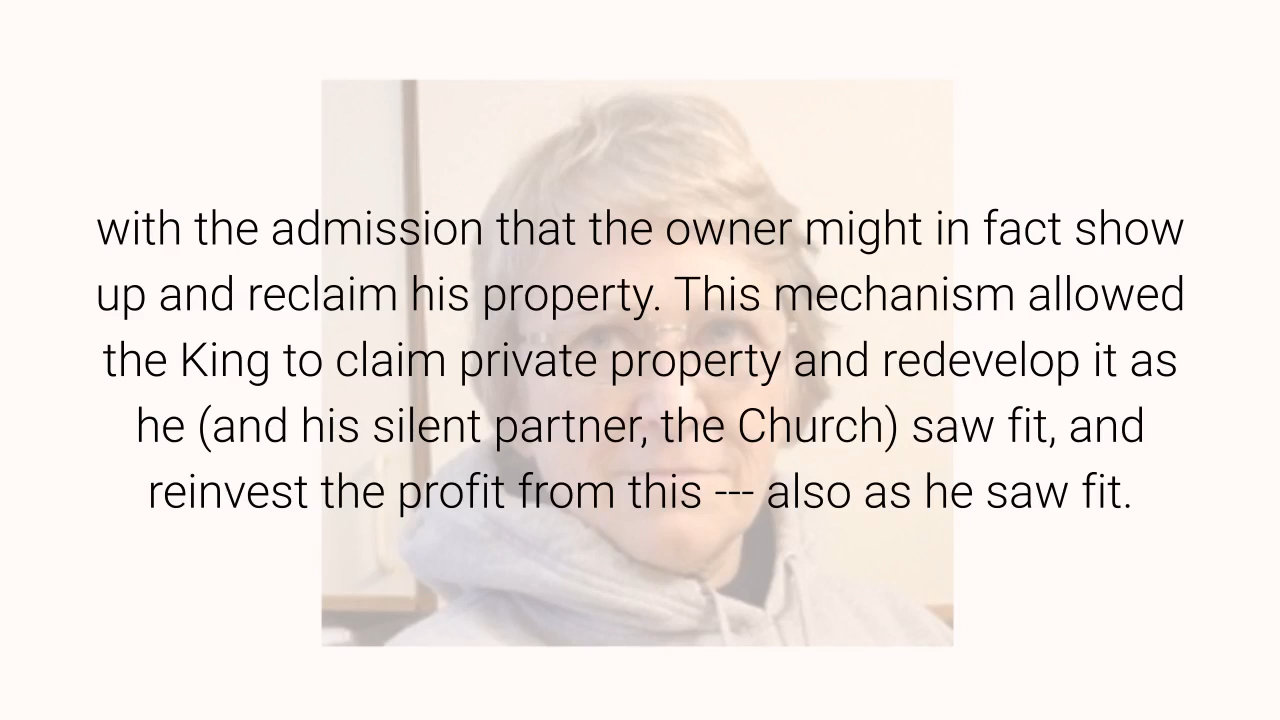 with the admission that the owner might in fact show
up and reclaim his property. This mechanism allowed
the King to claim private property and redevelop it as
he (and his silent partner, the Church) saw fit, and
reinvest the profit from this --- also as he saw fit.